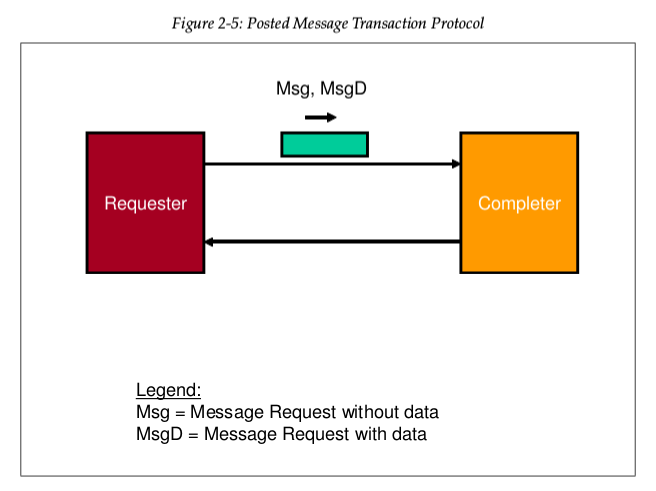 Figure 2-5: Posted Message Transaction Protocol
Msg, MsgD
Requester
Completer
Legend:
Msg = Message Request without data
MsgD = Message Request with data